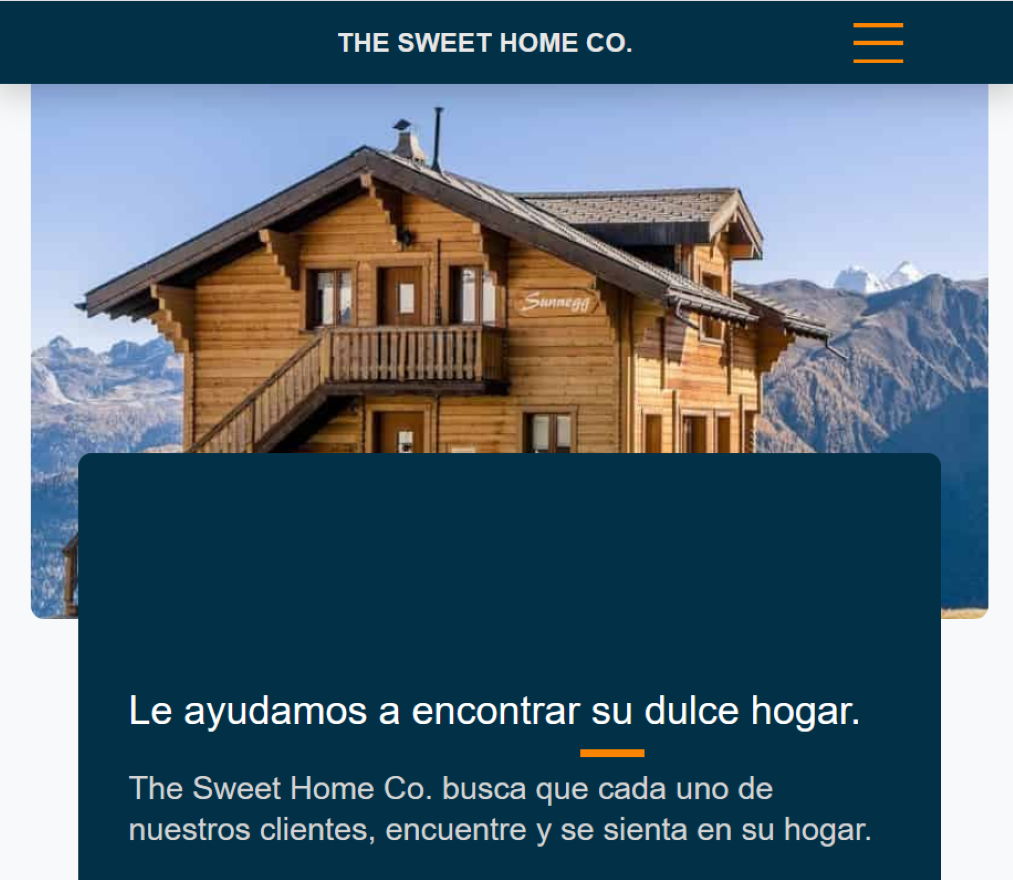 THE SWEET HOME CO.
Sunnegg
Le ayudamos a encontrar su dulce hogar.
The Sweet Home Co. busca que cada uno de
nuestros clientes, encuentre y se sienta en su hogar.